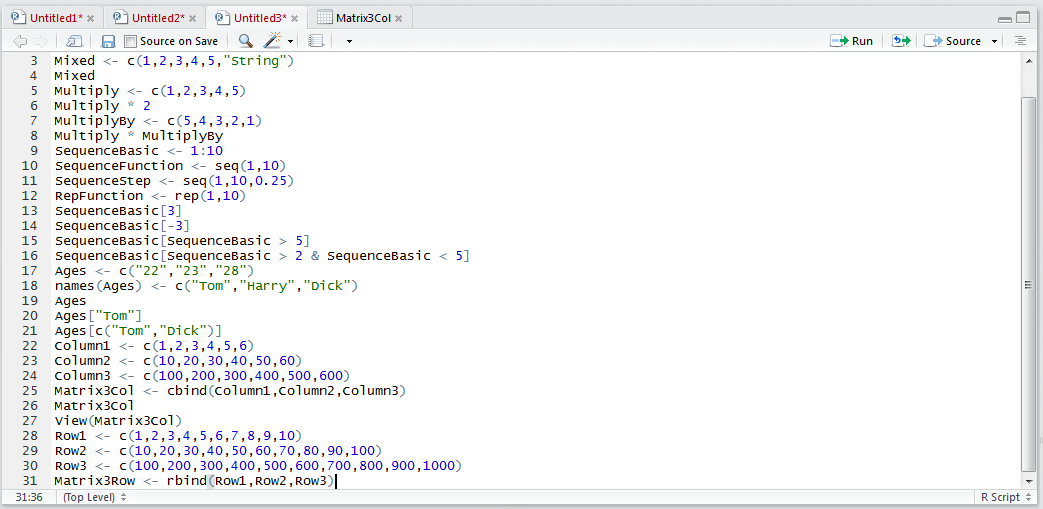 Untitled1* Untitled2* Untitled3* Matrix3Col
Source on Save Run Source
3 Mixed <- c(1,2,3,4,5,"String")
4 Mixed
5 Multiply <- c(1,2,3,4,5)
6 Multiply * 2
7 MultiplyBy <- c(5,4,3,2,1)
8 Multiply * MultiplyBy
9 SequenceBasic <- 1:10
10 SequenceFunction <- seq(1,10)
11 SequenceStep <- seq(1,10,0.25)
12 RepFunction <- rep(1,10)
13 SequenceBasic[3]
14 SequenceBasic[-3]
15 SequenceBasic[SequenceBasic > 5]
16 SequenceBasic[SequenceBasic > 2 & SequenceBasic < 5]
17 Ages <- c("22","23","28")
18 names(Ages) <- c("Tom","Harry","Dick")
19 Ages
20 Ages["Tom"]
21 Ages[c("Tom","Dick")]
22 Column1 <- c(1,2,3,4,5,6)
23 Column2 <- c(10,20,30,40,50,60)
24 Column3 <- c(100,200,300,400,500,600)
25 Matrix3Col <- cbind(Column1,Column2,Column3)
26 Matrix3Col
27 View(Matrix3Col)
28 Row1 <- c(1,2,3,4,5,6,7,8,9,10)
29 Row2 <- c(10,20,30,40,50,60,70,80,90,100)
30 Row3 <- c(100,200,300,400,500,600,700,800,900,1000)
31 Matrix3Row <- rbind(Row1,Row2,Row3)
31:36 (Top Level) R Script